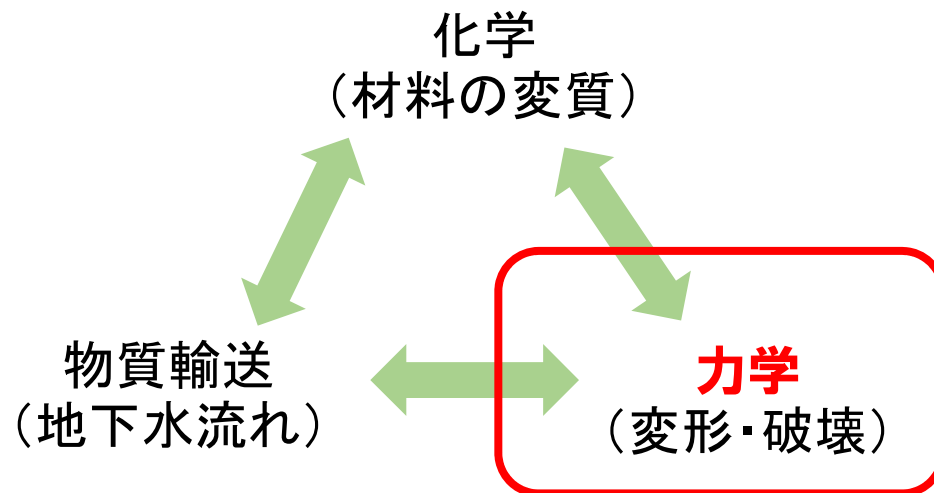 化学
（材料の変質）
物質輸送
（地下水流れ）
力学
（変形・破壊）